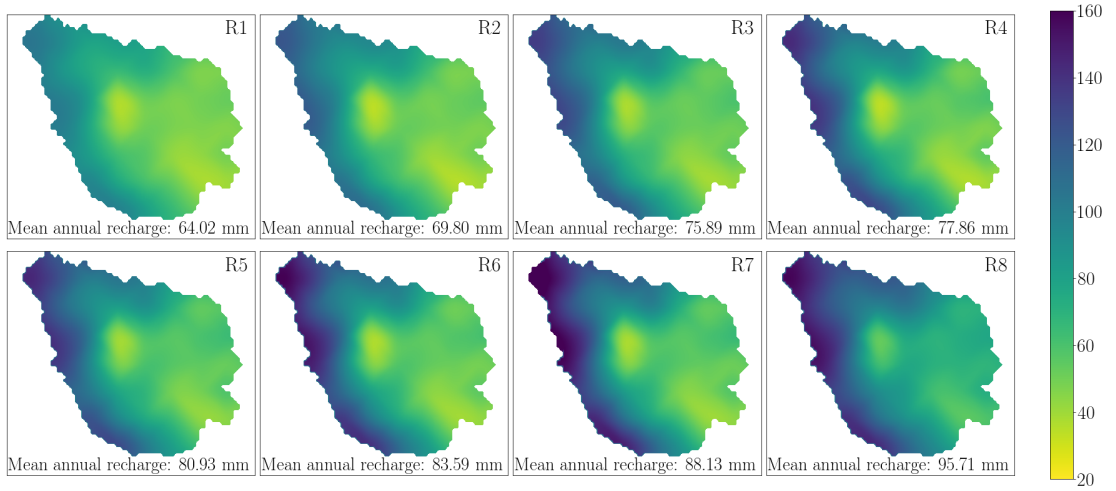 R1
Mean annual recharge: 64.02 mm
R2
Mean annual recharge: 69.80 mm
R3
Mean annual recharge: 75.89 mm
R4
Mean annual recharge: 77.86 mm
R5
Mean annual recharge: 80.93 mm
R6
Mean annual recharge: 83.59 mm
R7
Mean annual recharge: 88.13 mm
R8
Mean annual recharge: 95.71 mm
160
140
120
100
80
60
40
20